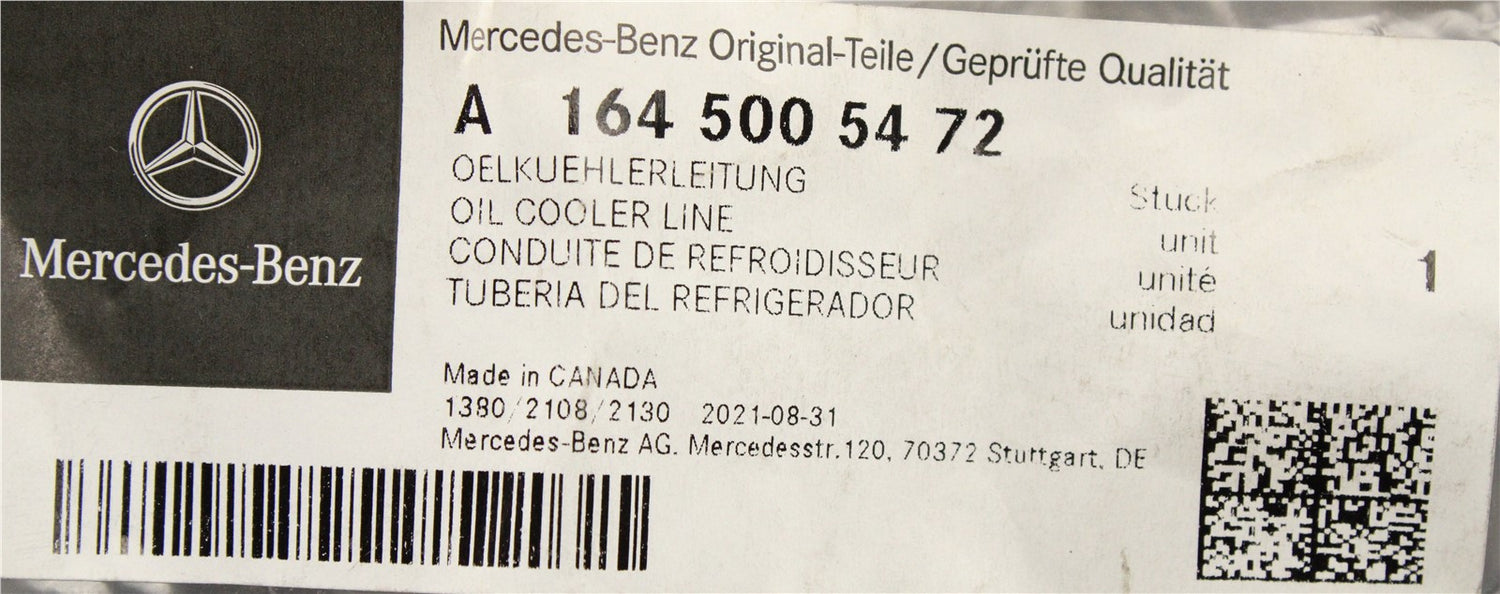 Mercedes-Benz
Mercedes-Benz Original-Teile/Geprüfte Qualität
A 164 500 54 72
OELKUEHLERLEITUNG
OIL COOLER LINE
CONDUITE DE REFROIDISSEUR
TUBERIA DEL REFRIGERADOR
Stück
unit
unité
unidad
1
Made in CANADA
1380/2108/2130 2021-08-31
Mercedes-Benz AG. Mercedesstr.120, 70372 Stuttgart, DE